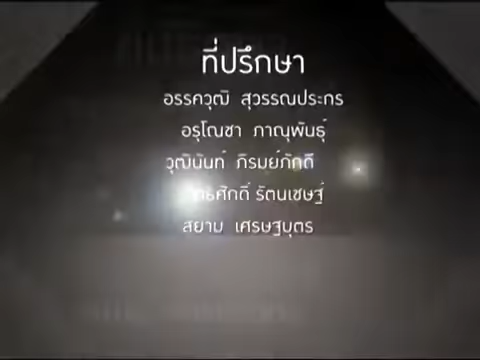 ที่ปรึกษา
อรรควุฒิ สุวรรณประกร
อรุโณชา ภาณุพันธุ์
วุฒินันท์ ภิรมย์ภักดี
รัตนเชษฐ์
สยาม เศรษฐบุตร